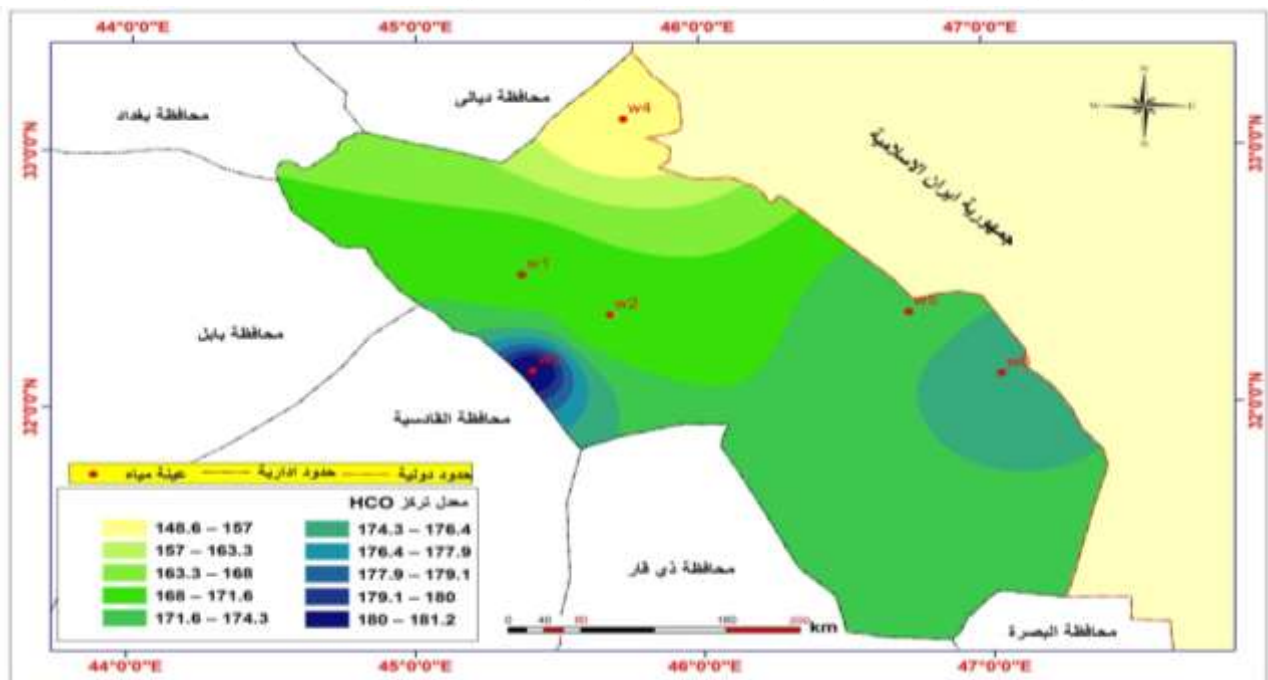 44°0'0"E 45°0'0"E 46°0'0"E 47°0'0"E
محافظة ديالى
محافظة بغداد
w4
33°0'0"N
33°0'0"N
جمهورية ايران الاسلامية
w1
w2
محافظة بابل
32°0'0"N
32°0'0"N
محافظة القادسية
عينة مياه حدود ادارية حدود دولية
معدل تركز HCO
148.6 – 157
157 – 163.3
163.3 – 168
168 – 171.6
171.6 – 174.3
174.3 – 176.4
176.4 – 177.9
177.9 – 179.1
179.1 – 180
180 – 181.2
محافظة ذي قار
محافظة البصرة
0 40 80 160 km
44°0'0"E 45°0'0"E 46°0'0"E 47°0'0"E